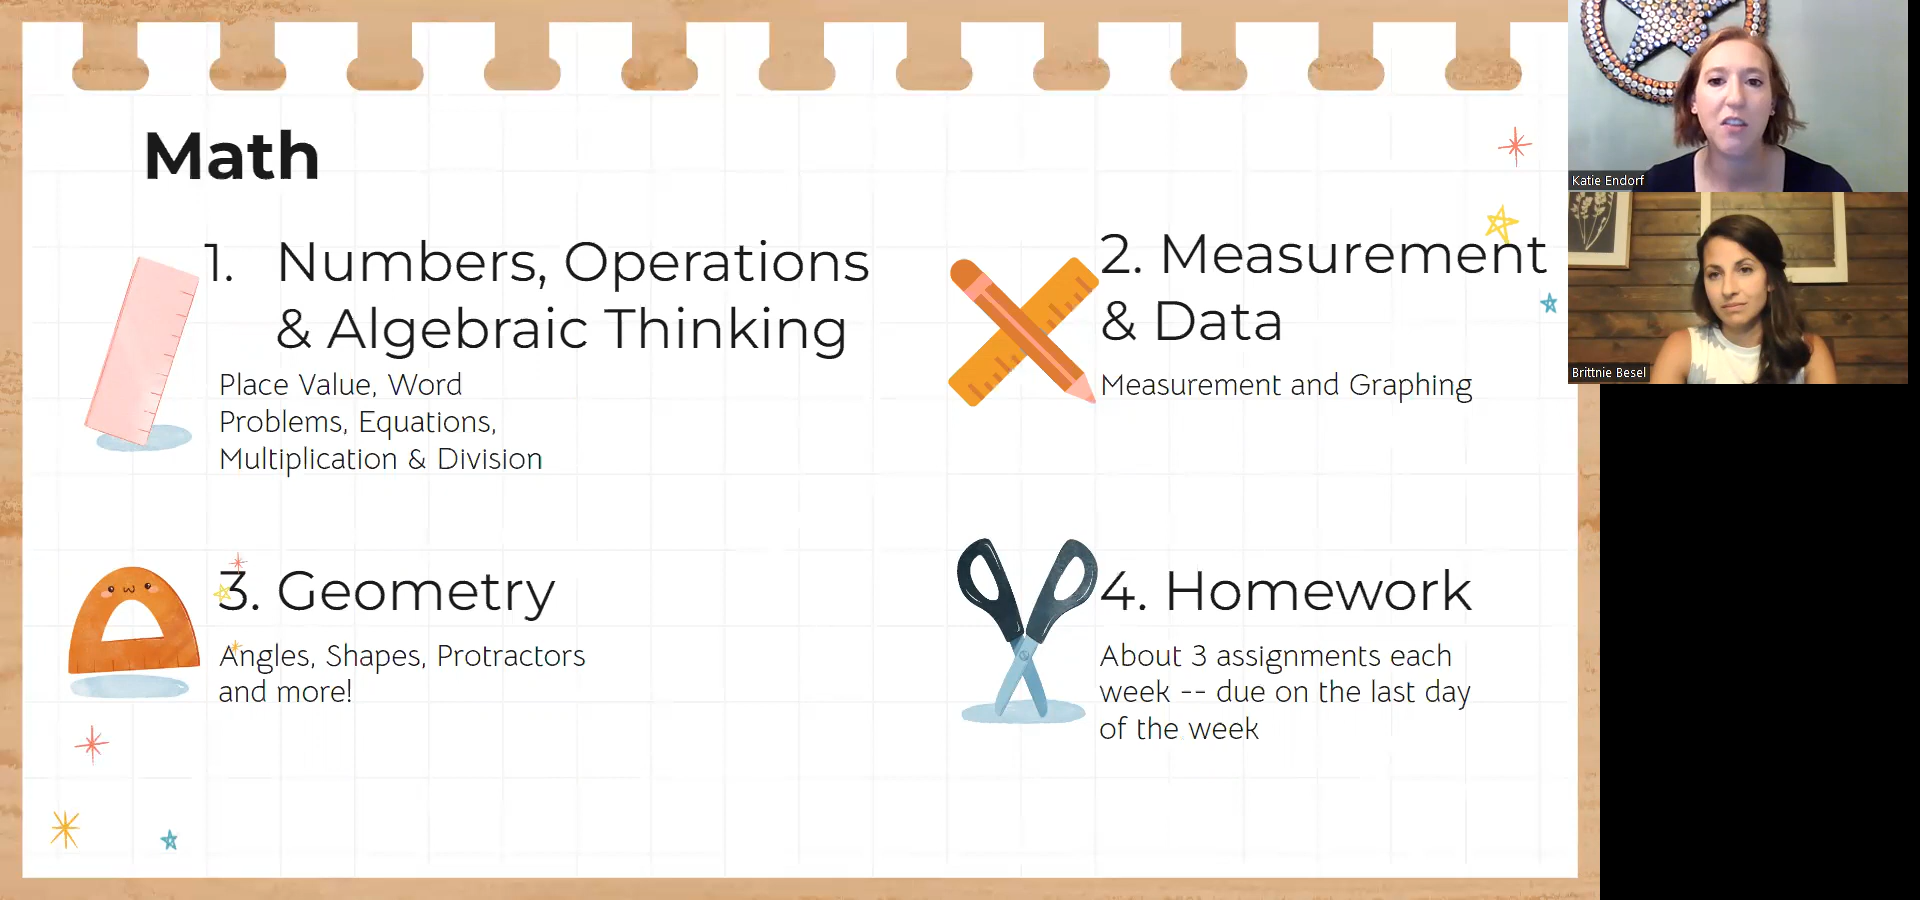 Math
1. Numbers, Operations
& Algebraic Thinking
Place Value, Word
Problems, Equations,
Multiplication & Division
2. Measurement
& Data
Measurement and Graphing
3. Geometry
Angles, Shapes, Protractors
and more!
4. Homework
About 3 assignments each
week -- due on the last day
of the week
Katie Endorf
Brittnie Besel